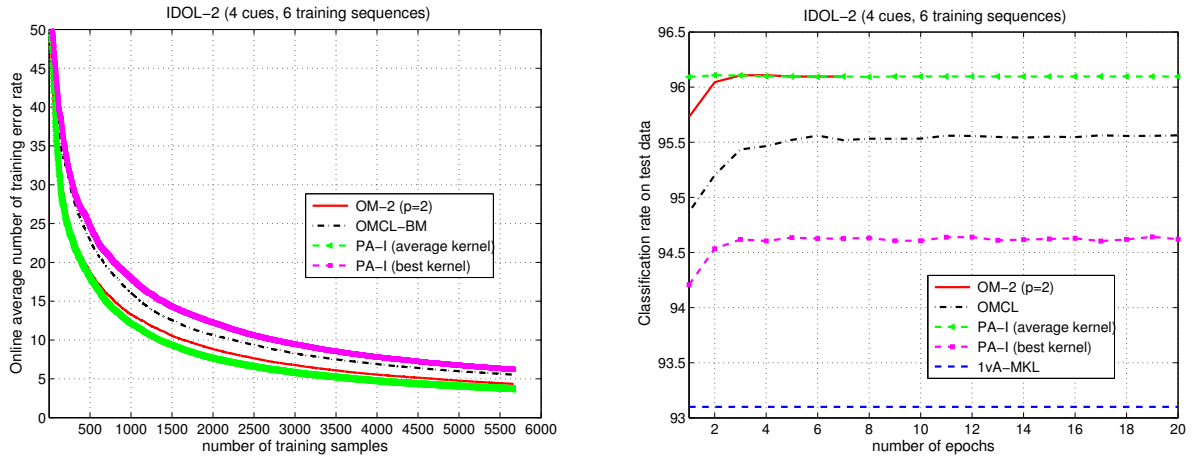 IDOL−2 (4 cues, 6 training sequences)
Online average number of training error rate
50
45
40
35
30
25
20
15
10
5
0
OM−2 (p=2)
OMCL−BM
PA−I (average kernel)
PA−I (best kernel)
500 1000 1500 2000 2500 3000 3500 4000 4500 5000 5500 6000
number of training samples
IDOL−2 (4 cues, 6 training sequences)
Classification rate on test data
96.5
96
95.5
95
94.5
94
93.5
93
OM−2 (p=2)
OMCL
PA−I (average kernel)
PA−I (best kernel)
1vA−MKL
2 4 6 8 10 12 14 16 18 20
number of epochs